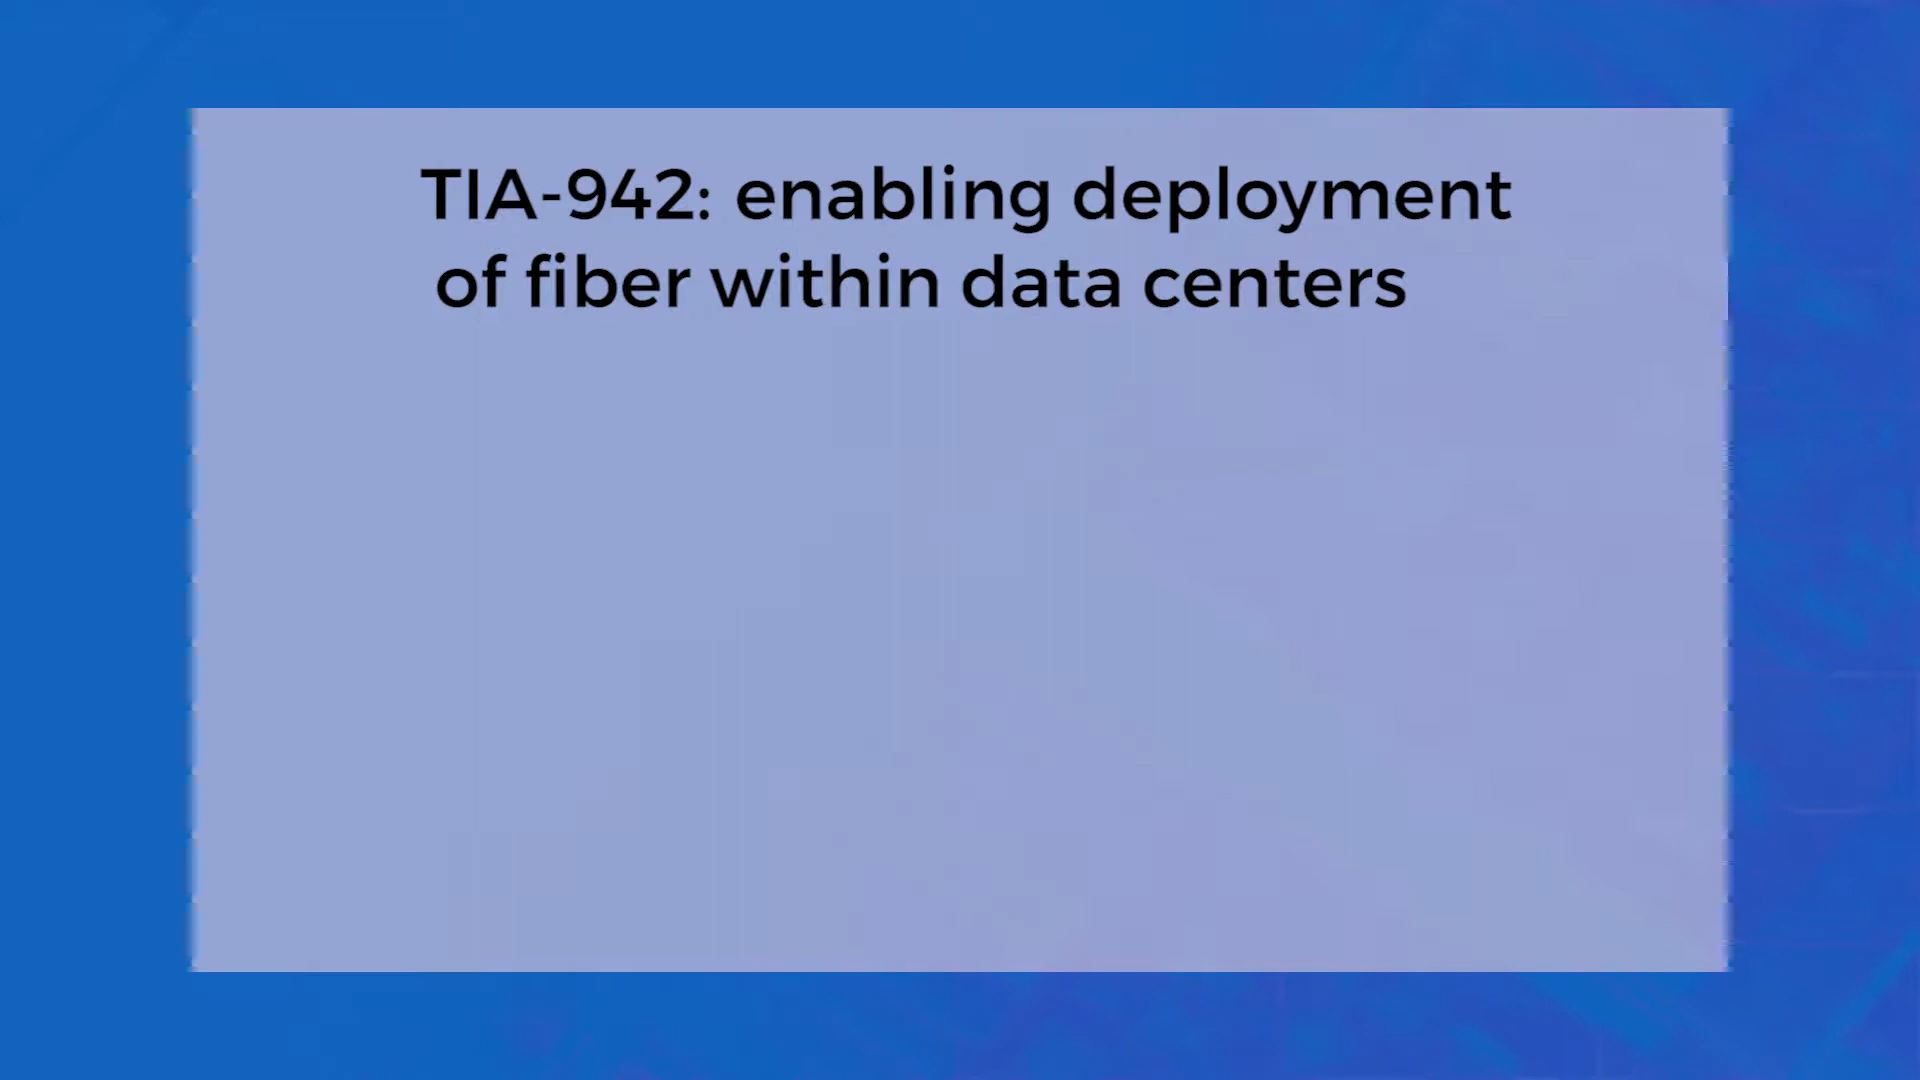 TIA-942: enabling deployment
of fiber within data centers